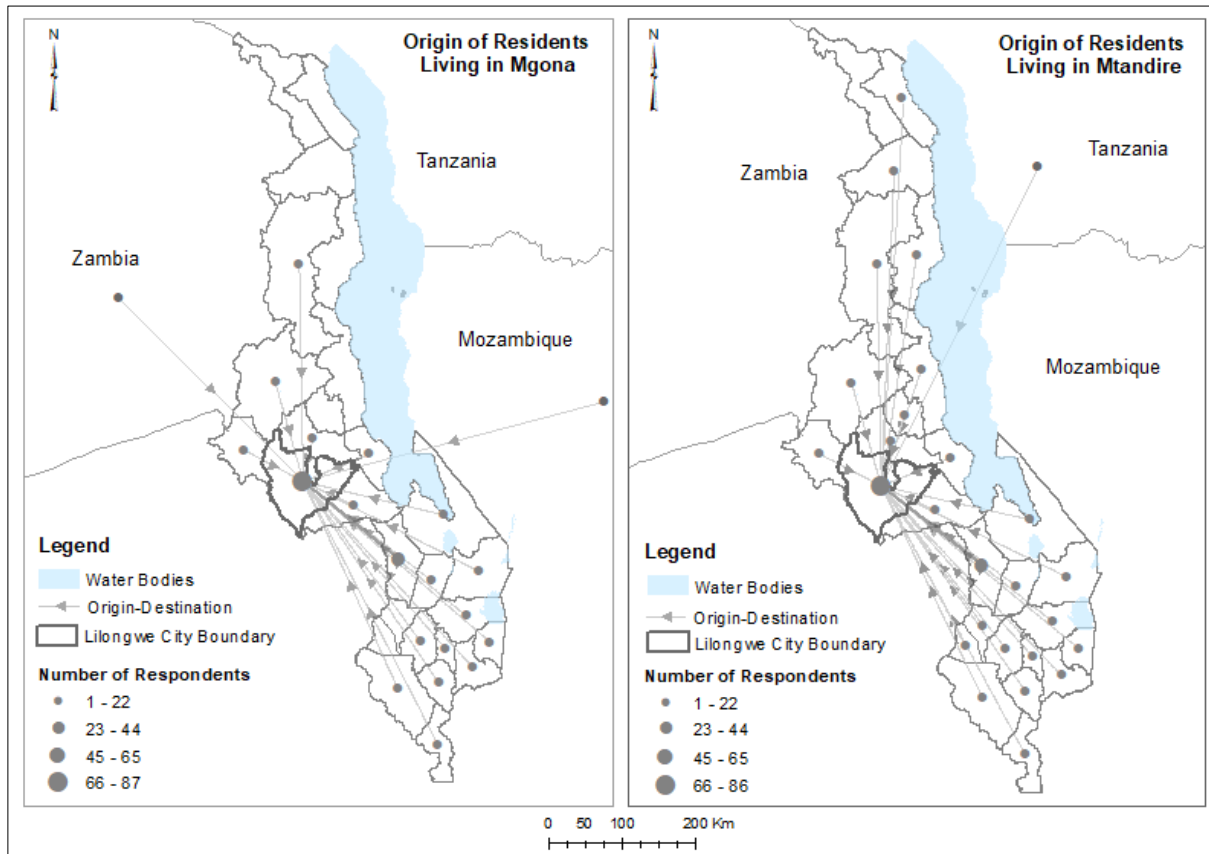 N
Origin of Residents
Living in Mgona
Tanzania
Zambia
Mozambique
Legend
Water Bodies
Origin-Destination
Lilongwe City Boundary
Number of Respondents
1 - 22
23 - 44
45 - 65
66 - 87
N
Origin of Residents
Living in Mtandire
Tanzania
Zambia
Mozambique
Legend
Water Bodies
Origin-Destination
Lilongwe City Boundary
Number of Respondents
1 - 22
23 - 44
45 - 65
66 - 86
0 50 100 200 Km